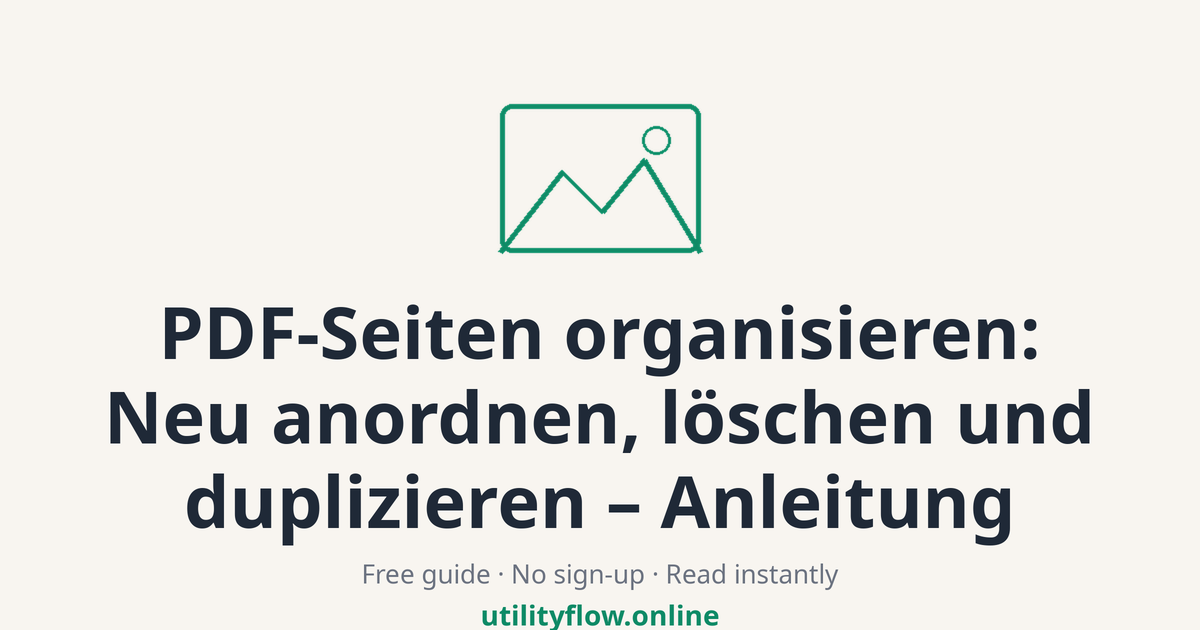 PDF-Seiten organisieren:
Neu anordnen, löschen und
duplizieren – Anleitung
Free guide · No sign-up · Read instantly
utilityflow.online